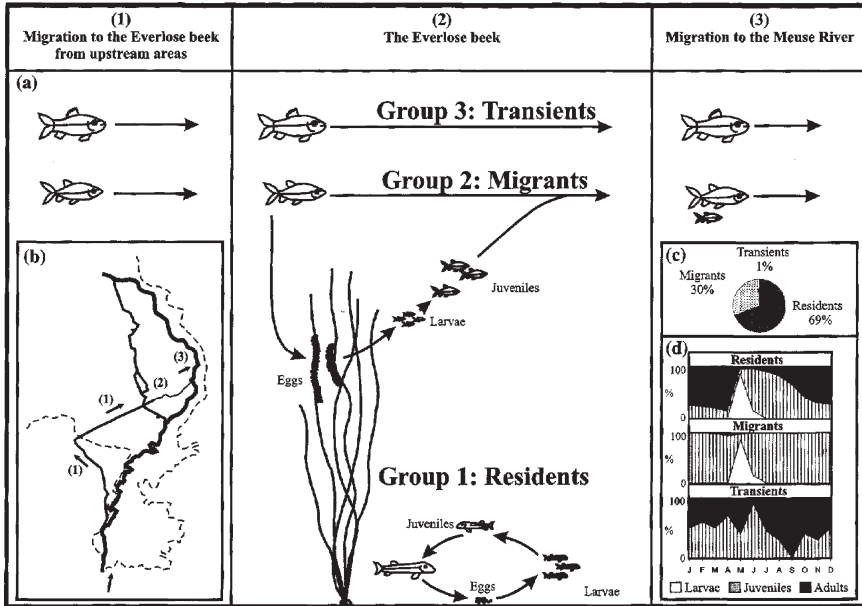 (1)
Migration to the Everlose beek
from upstream areas
(2)
The Everlose beek
(3)
Migration to the Meuse River
(a)
Group 3: Transients
Group 2: Migrants
Juveniles
Larvae
Eggs
Group 1: Residents
Juveniles
Eggs
Larvae
(b)
(3)
(2)
(1)
(1)
(c)
Transients
1%
Migrants
30%
Residents
69%
(d)
Residents
100
%
0
Migrants
100
%
0
Transients
100
%
0
J F M A M J J A S O N D
Larvae Juveniles Adults